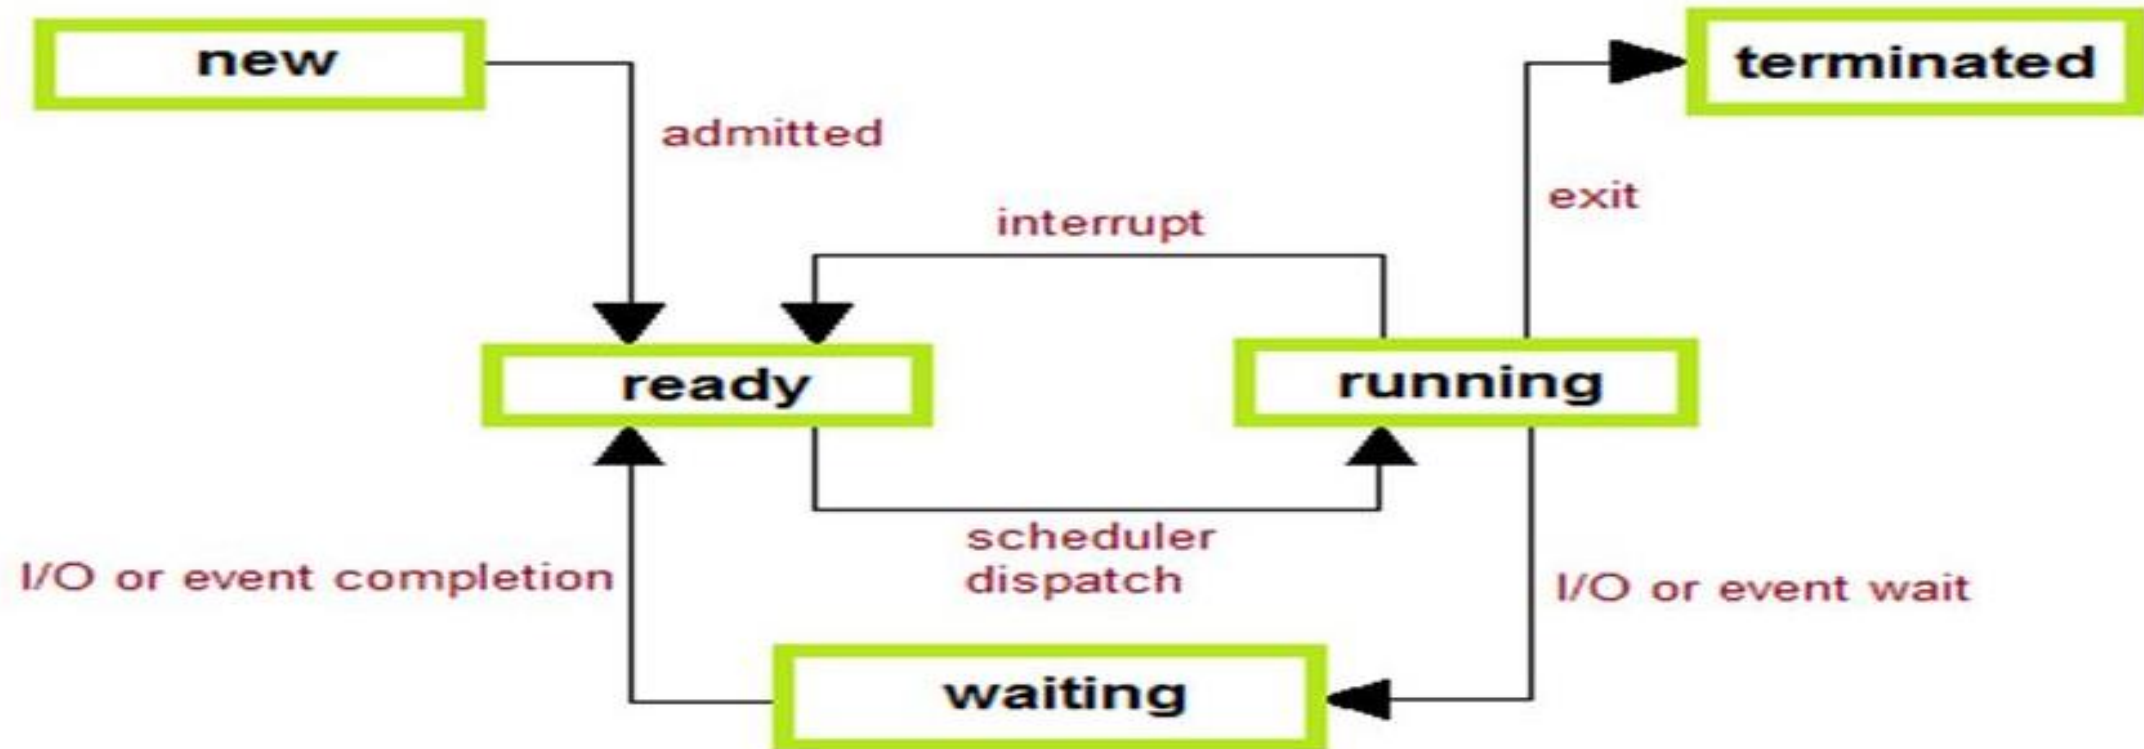 new
terminated
admitted
exit
interrupt
ready
running
scheduler
dispatch
I/O or event completion
I/O or event wait
waiting